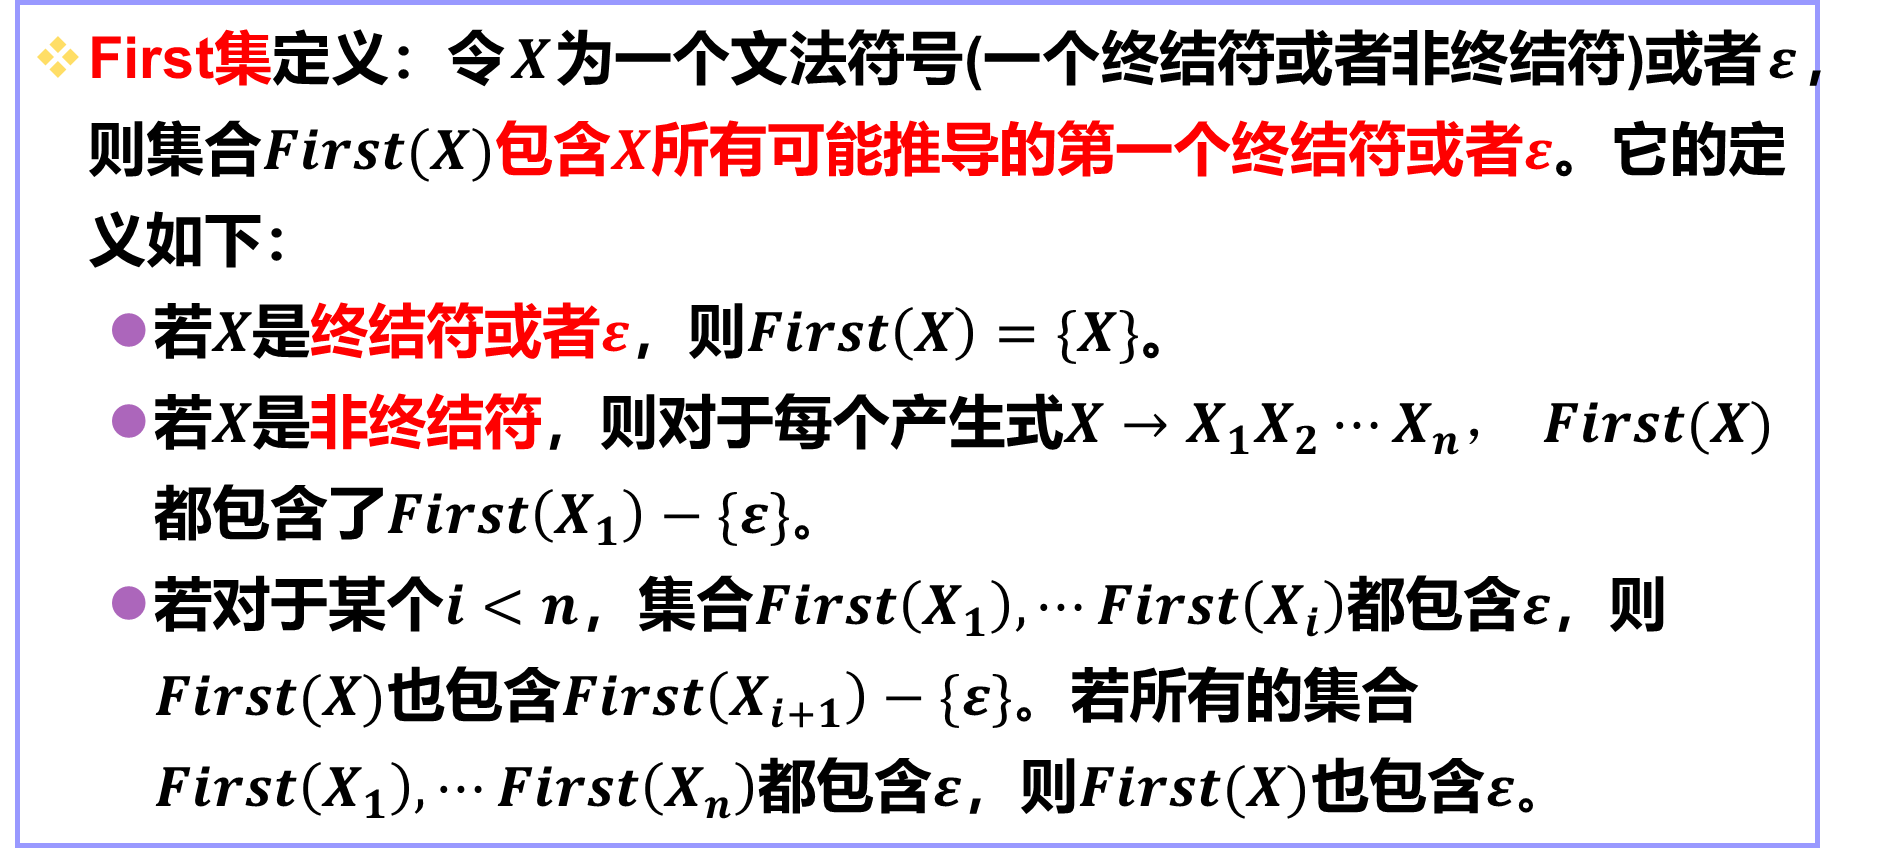 First集定义：令X为一个文法符号(一个终结符或者非终结符)或者ε，
则集合First(X)包含X所有可能推导的第一个终结符或者ε。它的定
义如下：
若X是终结符或者ε，则First(X) = {X}。
若X是非终结符，则对于每个产生式X → X₁X₂ ⋯ Xₙ， First(X)
都包含了First(X₁) − {ε}。
若对于某个i < n，集合First(X₁), ⋯ First(Xᵢ)都包含ε，则
First(X)也包含First(Xᵢ₊₁) − {ε}。若所有的集合
First(X₁), ⋯ First(Xₙ)都包含ε，则First(X)也包含ε。